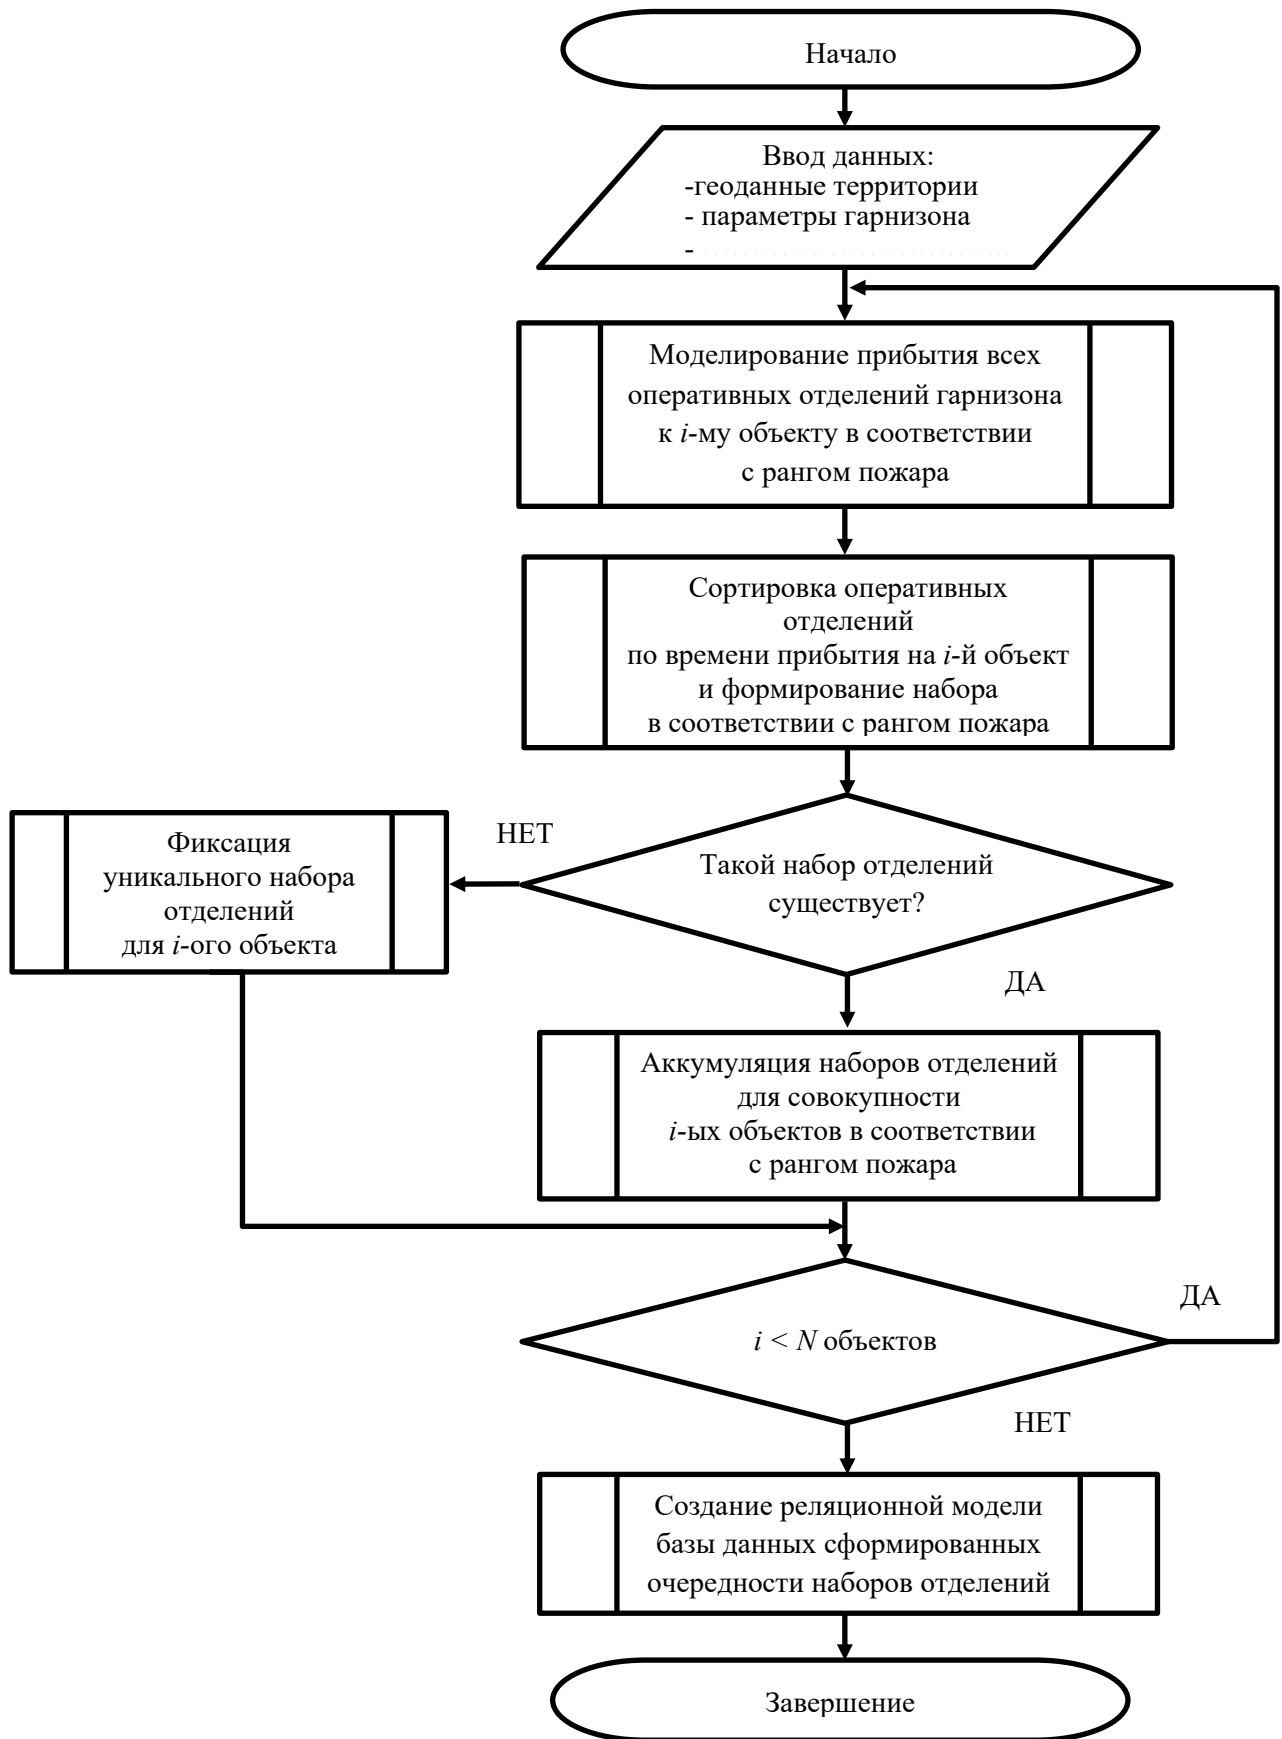 Начало
Ввод данных:
-геоданные территории
- параметры гарнизона
-
Моделирование прибытия всех
оперативных отделений гарнизона
к i-му объекту в соответствии
с рангом пожара
Сортировка оперативных
отделений
по времени прибытия на i-й объект
и формирование набора
в соответствии с рангом пожара
НЕТ
Такой набор отделений
существует?
Фиксация
уникального набора
отделений
для i-ого объекта
ДА
Аккумуляция наборов отделений
для совокупности
i-ых объектов в соответствии
с рангом пожара
ДА
i < N объектов
НЕТ
Создание реляционной модели
базы данных сформированных
очередности наборов отделений
Завершение